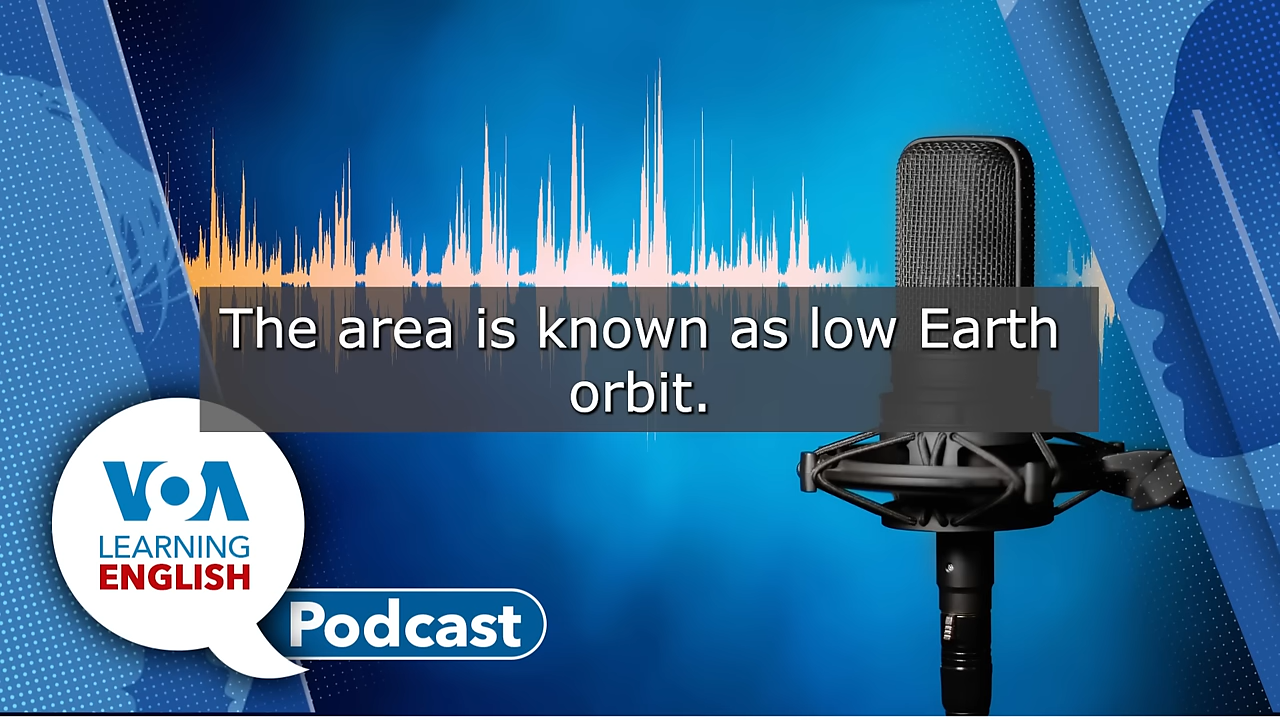 The area is known as low Earth
orbit.
VOA
LEARNING
ENGLISH
Podcast